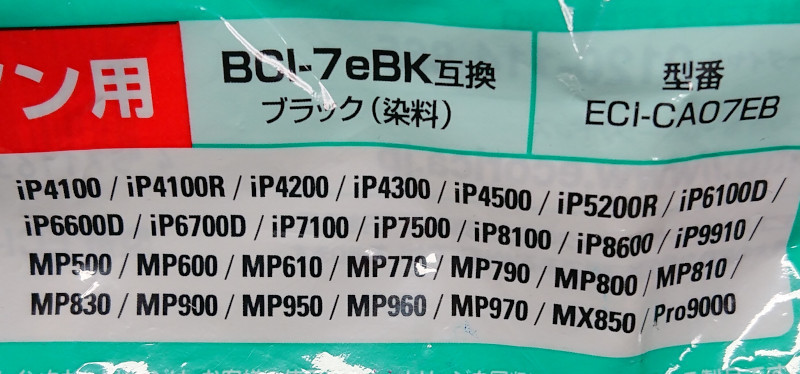 ン用
BCI-7eBK互換
ブラック(染料)
型番
ECI-CA07EB
iP4100 / iP4100R / iP4200 / iP4300 / iP4500 / iP5200R / iP6100D /
iP6600D / iP6700D / iP7100 / iP7500 / iP8100 / iP8600 / iP9910 /
MP500 / MP600 / MP610 / MP770 / MP790 / MP800 / MP810 /
MP830 / MP900 / MP950 / MP960 / MP970 / MX850 / Pro9000